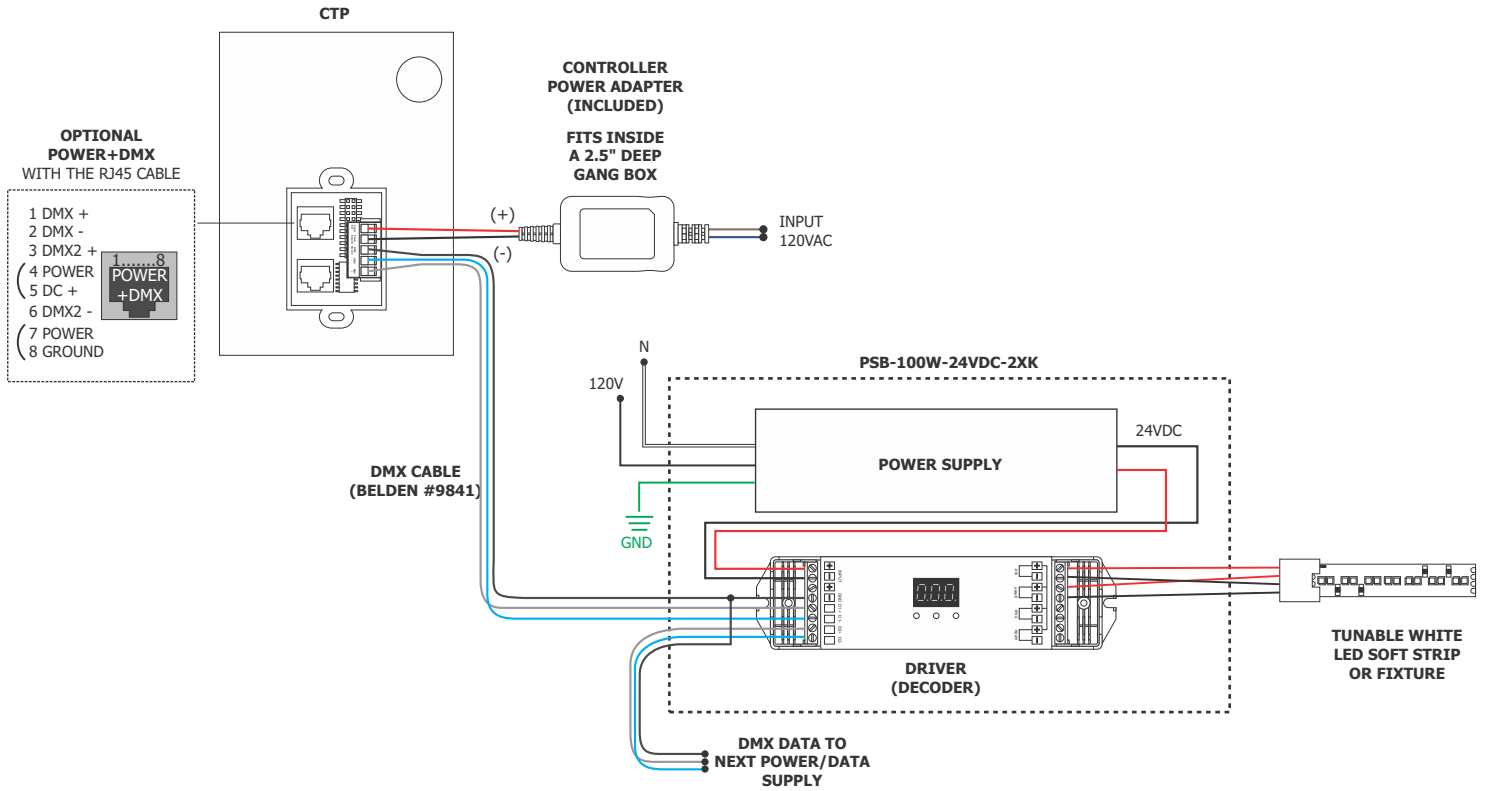 CTP
CONTROLLER
POWER ADAPTER
(INCLUDED)
FITS INSIDE
A 2.5" DEEP
GANG BOX
OPTIONAL
POWER+DMX
WITH THE RJ45 CABLE
1 DMX +
2 DMX -
3 DMX2 +
4 POWER
5 DC +
6 DMX2 -
7 POWER
8 GROUND
1.......8
POWER
+DMX
(+)
(-)
INPUT
120VAC
N
120V
PSB-100W-24VDC-2XK
24VDC
POWER SUPPLY
DMX CABLE
(BELDEN #9841)
GND
DRIVER
(DECODER)
TUNABLE WHITE
LED SOFT STRIP
OR FIXTURE
DMX DATA TO
NEXT POWER/DATA
SUPPLY